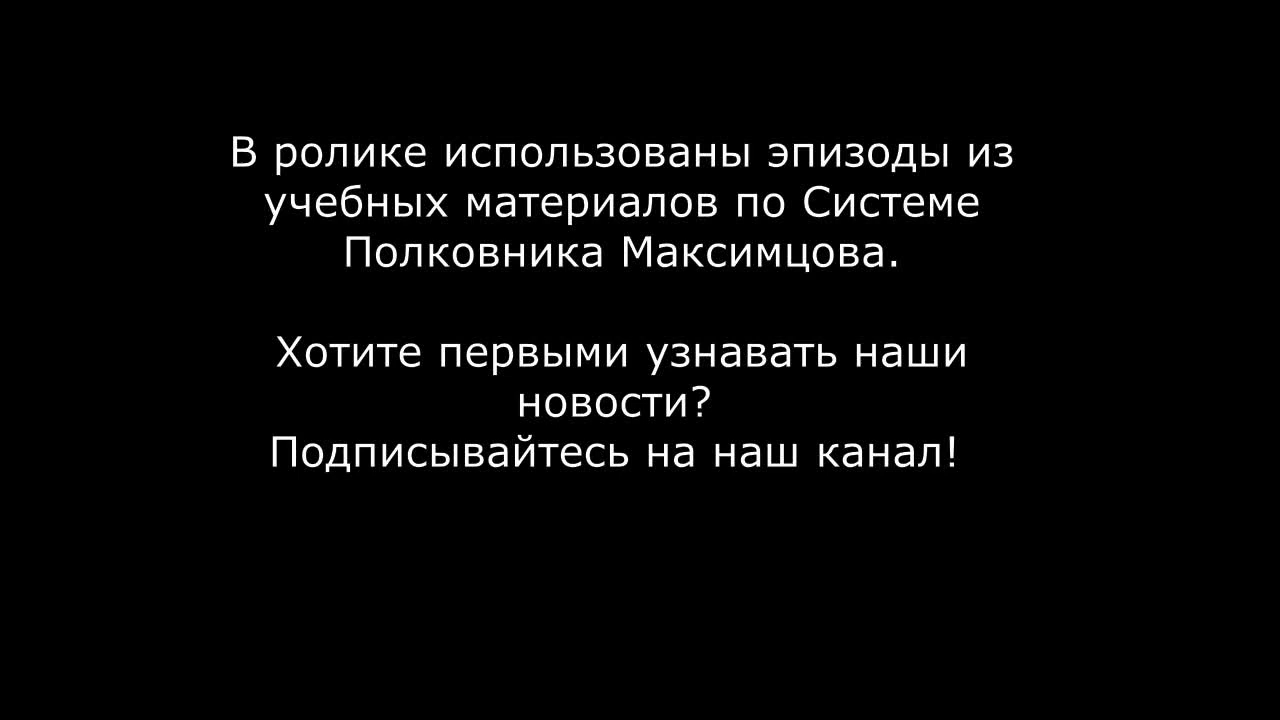 В ролике использованы эпизоды из
учебных материалов по Системе
Полковника Максимцова.
Хотите первыми узнавать наши
новости?
Подписывайтесь на наш канал!